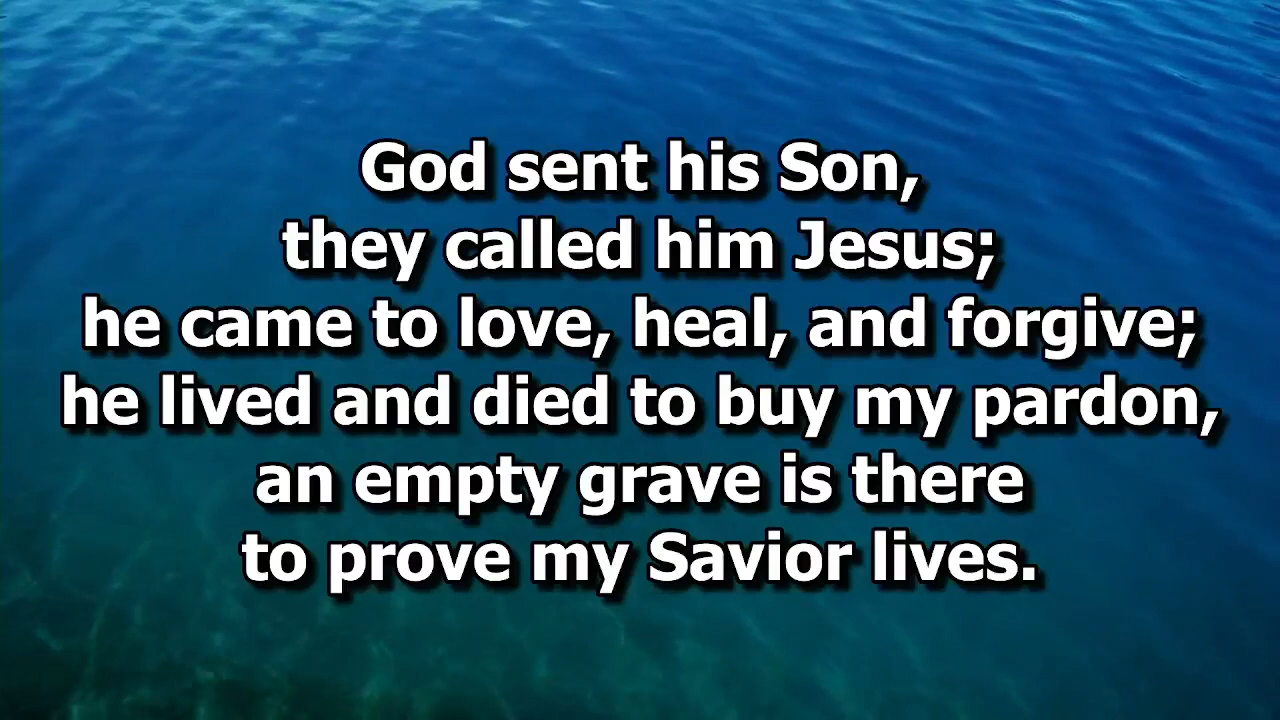 God sent his Son,
they called him Jesus;
he came to love, heal, and forgive;
he lived and died to buy my pardon,
an empty grave is there
to prove my Savior lives.